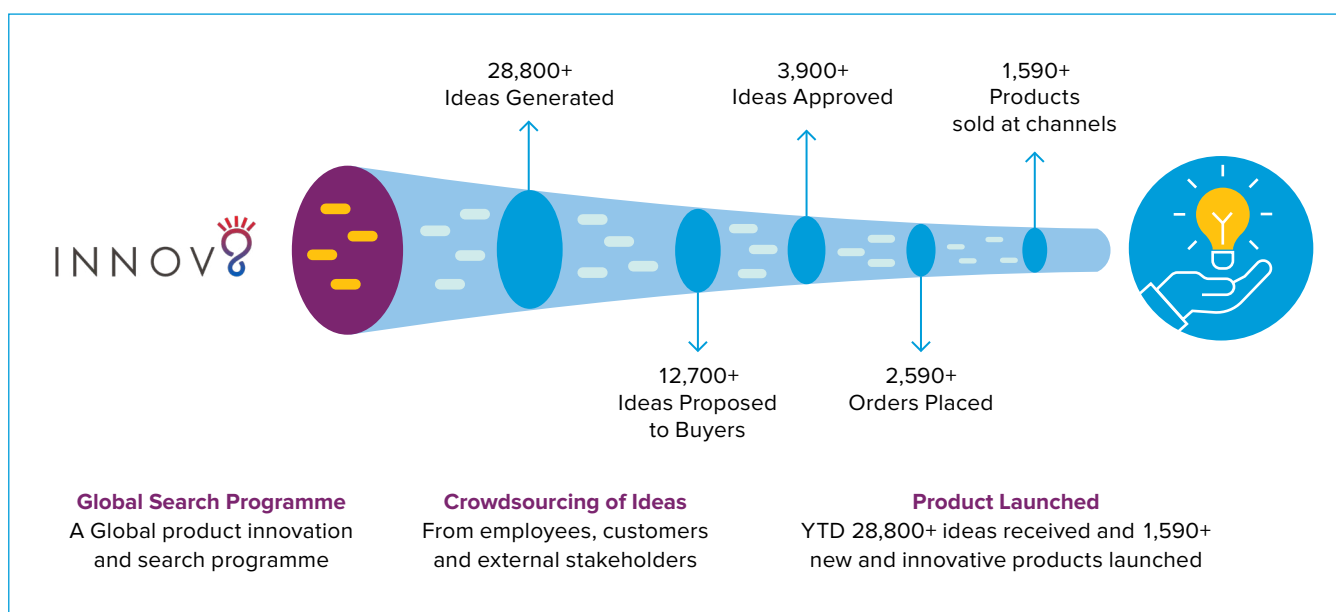 28,800+
Ideas Generated
3,900+
Ideas Approved
1,590+
Products
sold at channels
INNOV8
12,700+
Ideas Proposed
to Buyers
2,590+
Orders Placed
Global Search Programme
A Global product innovation
and search programme
Crowdsourcing of Ideas
From employees, customers
and external stakeholders
Product Launched
YTD 28,800+ ideas received and 1,590+
new and innovative products launched